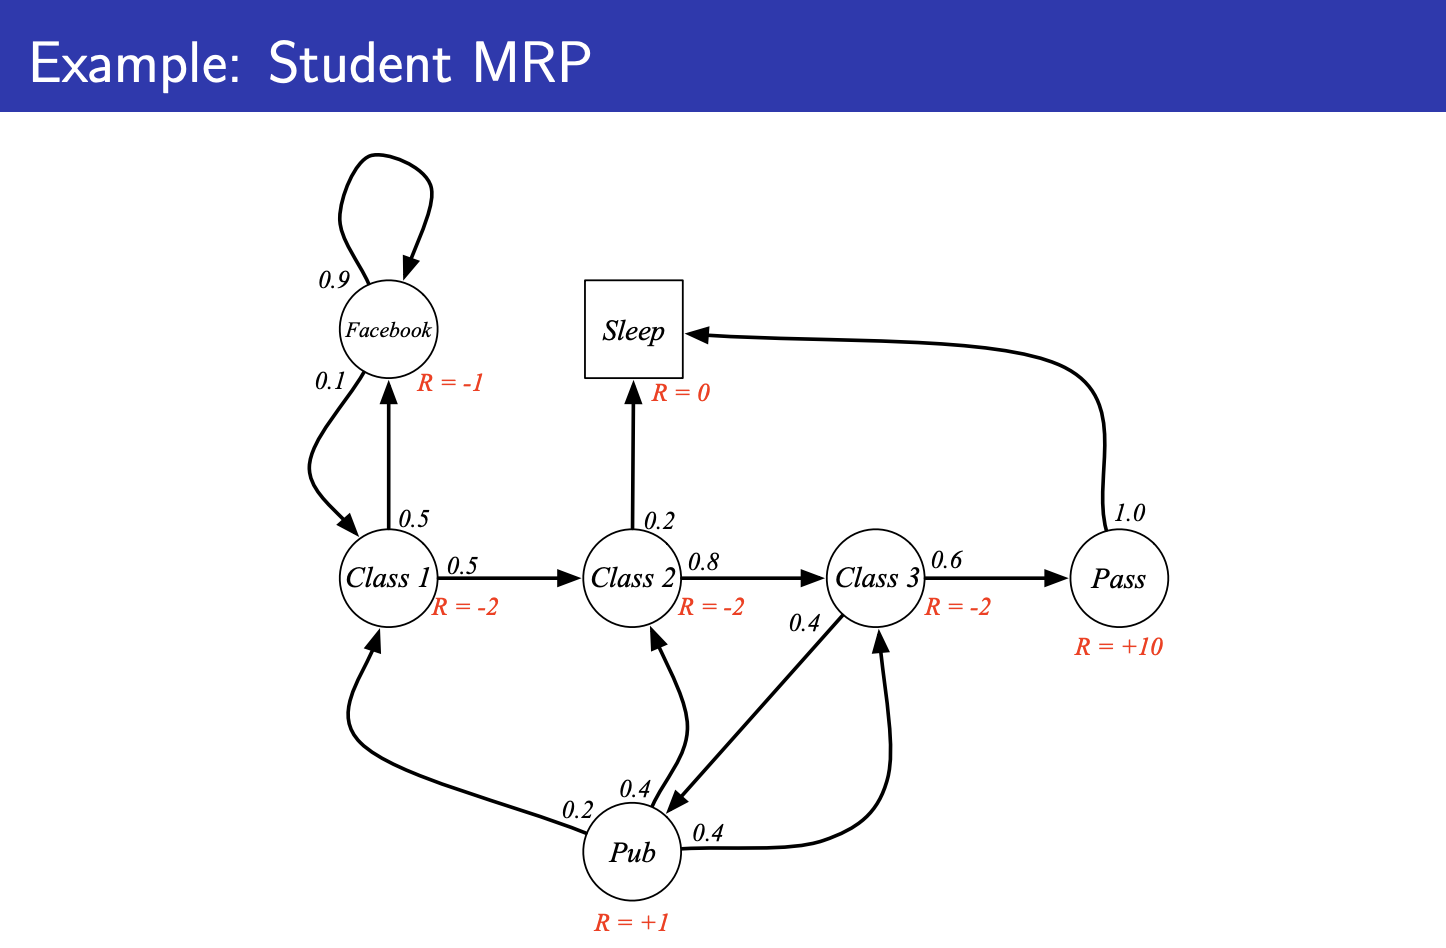 Example: Student MRP
0.9
Facebook
Sleep
0.1
R = -1
R = 0
0.5
0.2
1.0
0.5
0.8
0.6
Class 1
Class 2
Class 3
Pass
R = -2
R = -2
R = -2
0.4
R = +10
0.4
0.2
0.4
Pub
R = +1